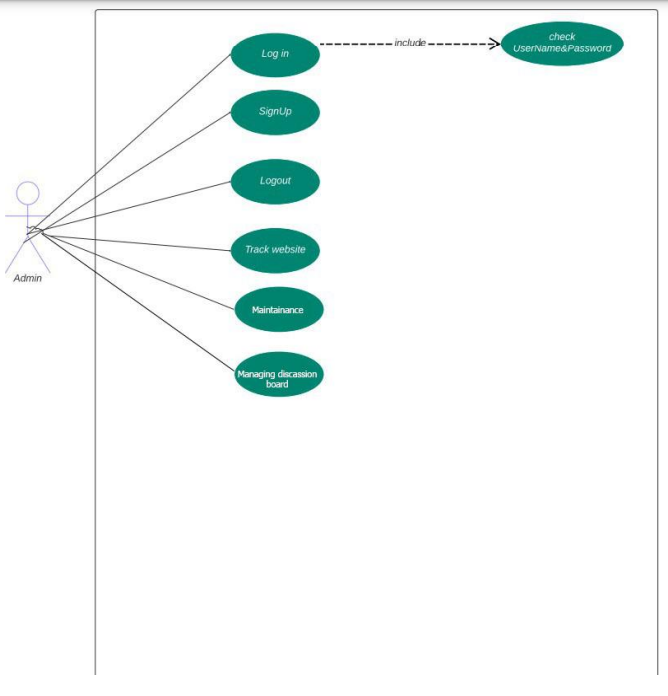 Log in
include
check
UserName&Password
SignUp
Logout
Admin
Track website
Maintainance
Managing discassion
board